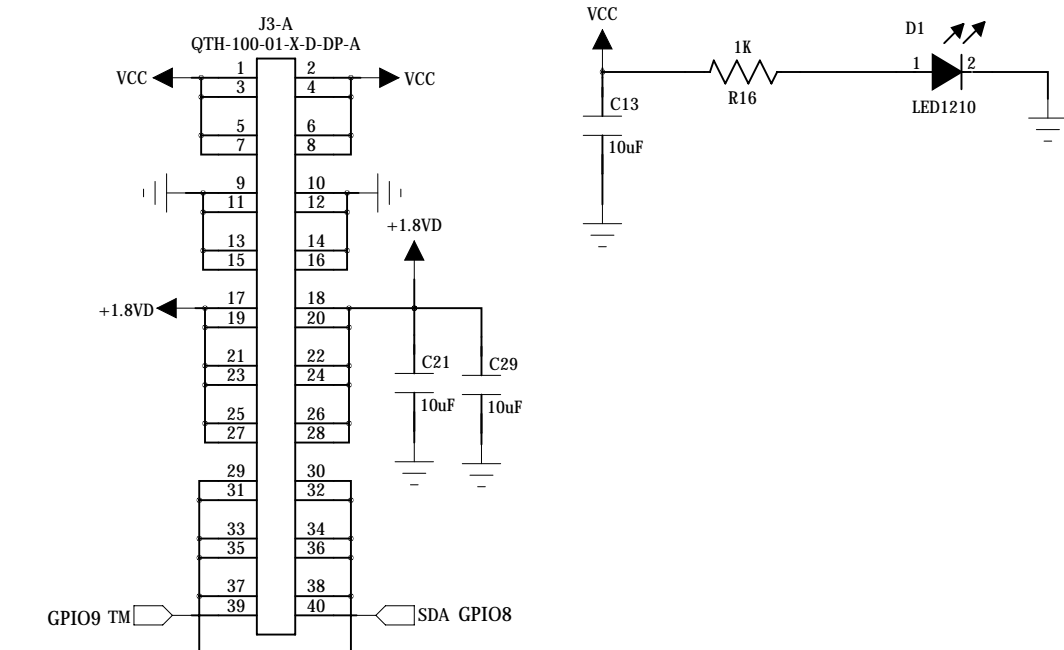 J3-A
QTH-100-01-X-D-DP-A
VCC 1 2 VCC
3 4
5 6
7 8
9 10
11 12
13 14
15 16
+1.8VD
+1.8VD 17 18
19 20
21 22
23 24
25 26
27 28
C21
10uF
C29
10uF
29 30
31 32
33 34
35 36
37 38
GPIO9 TM 39 40 SDA GPIO8
VCC
C13
10uF
1K
R16
D1
1 2
LED1210